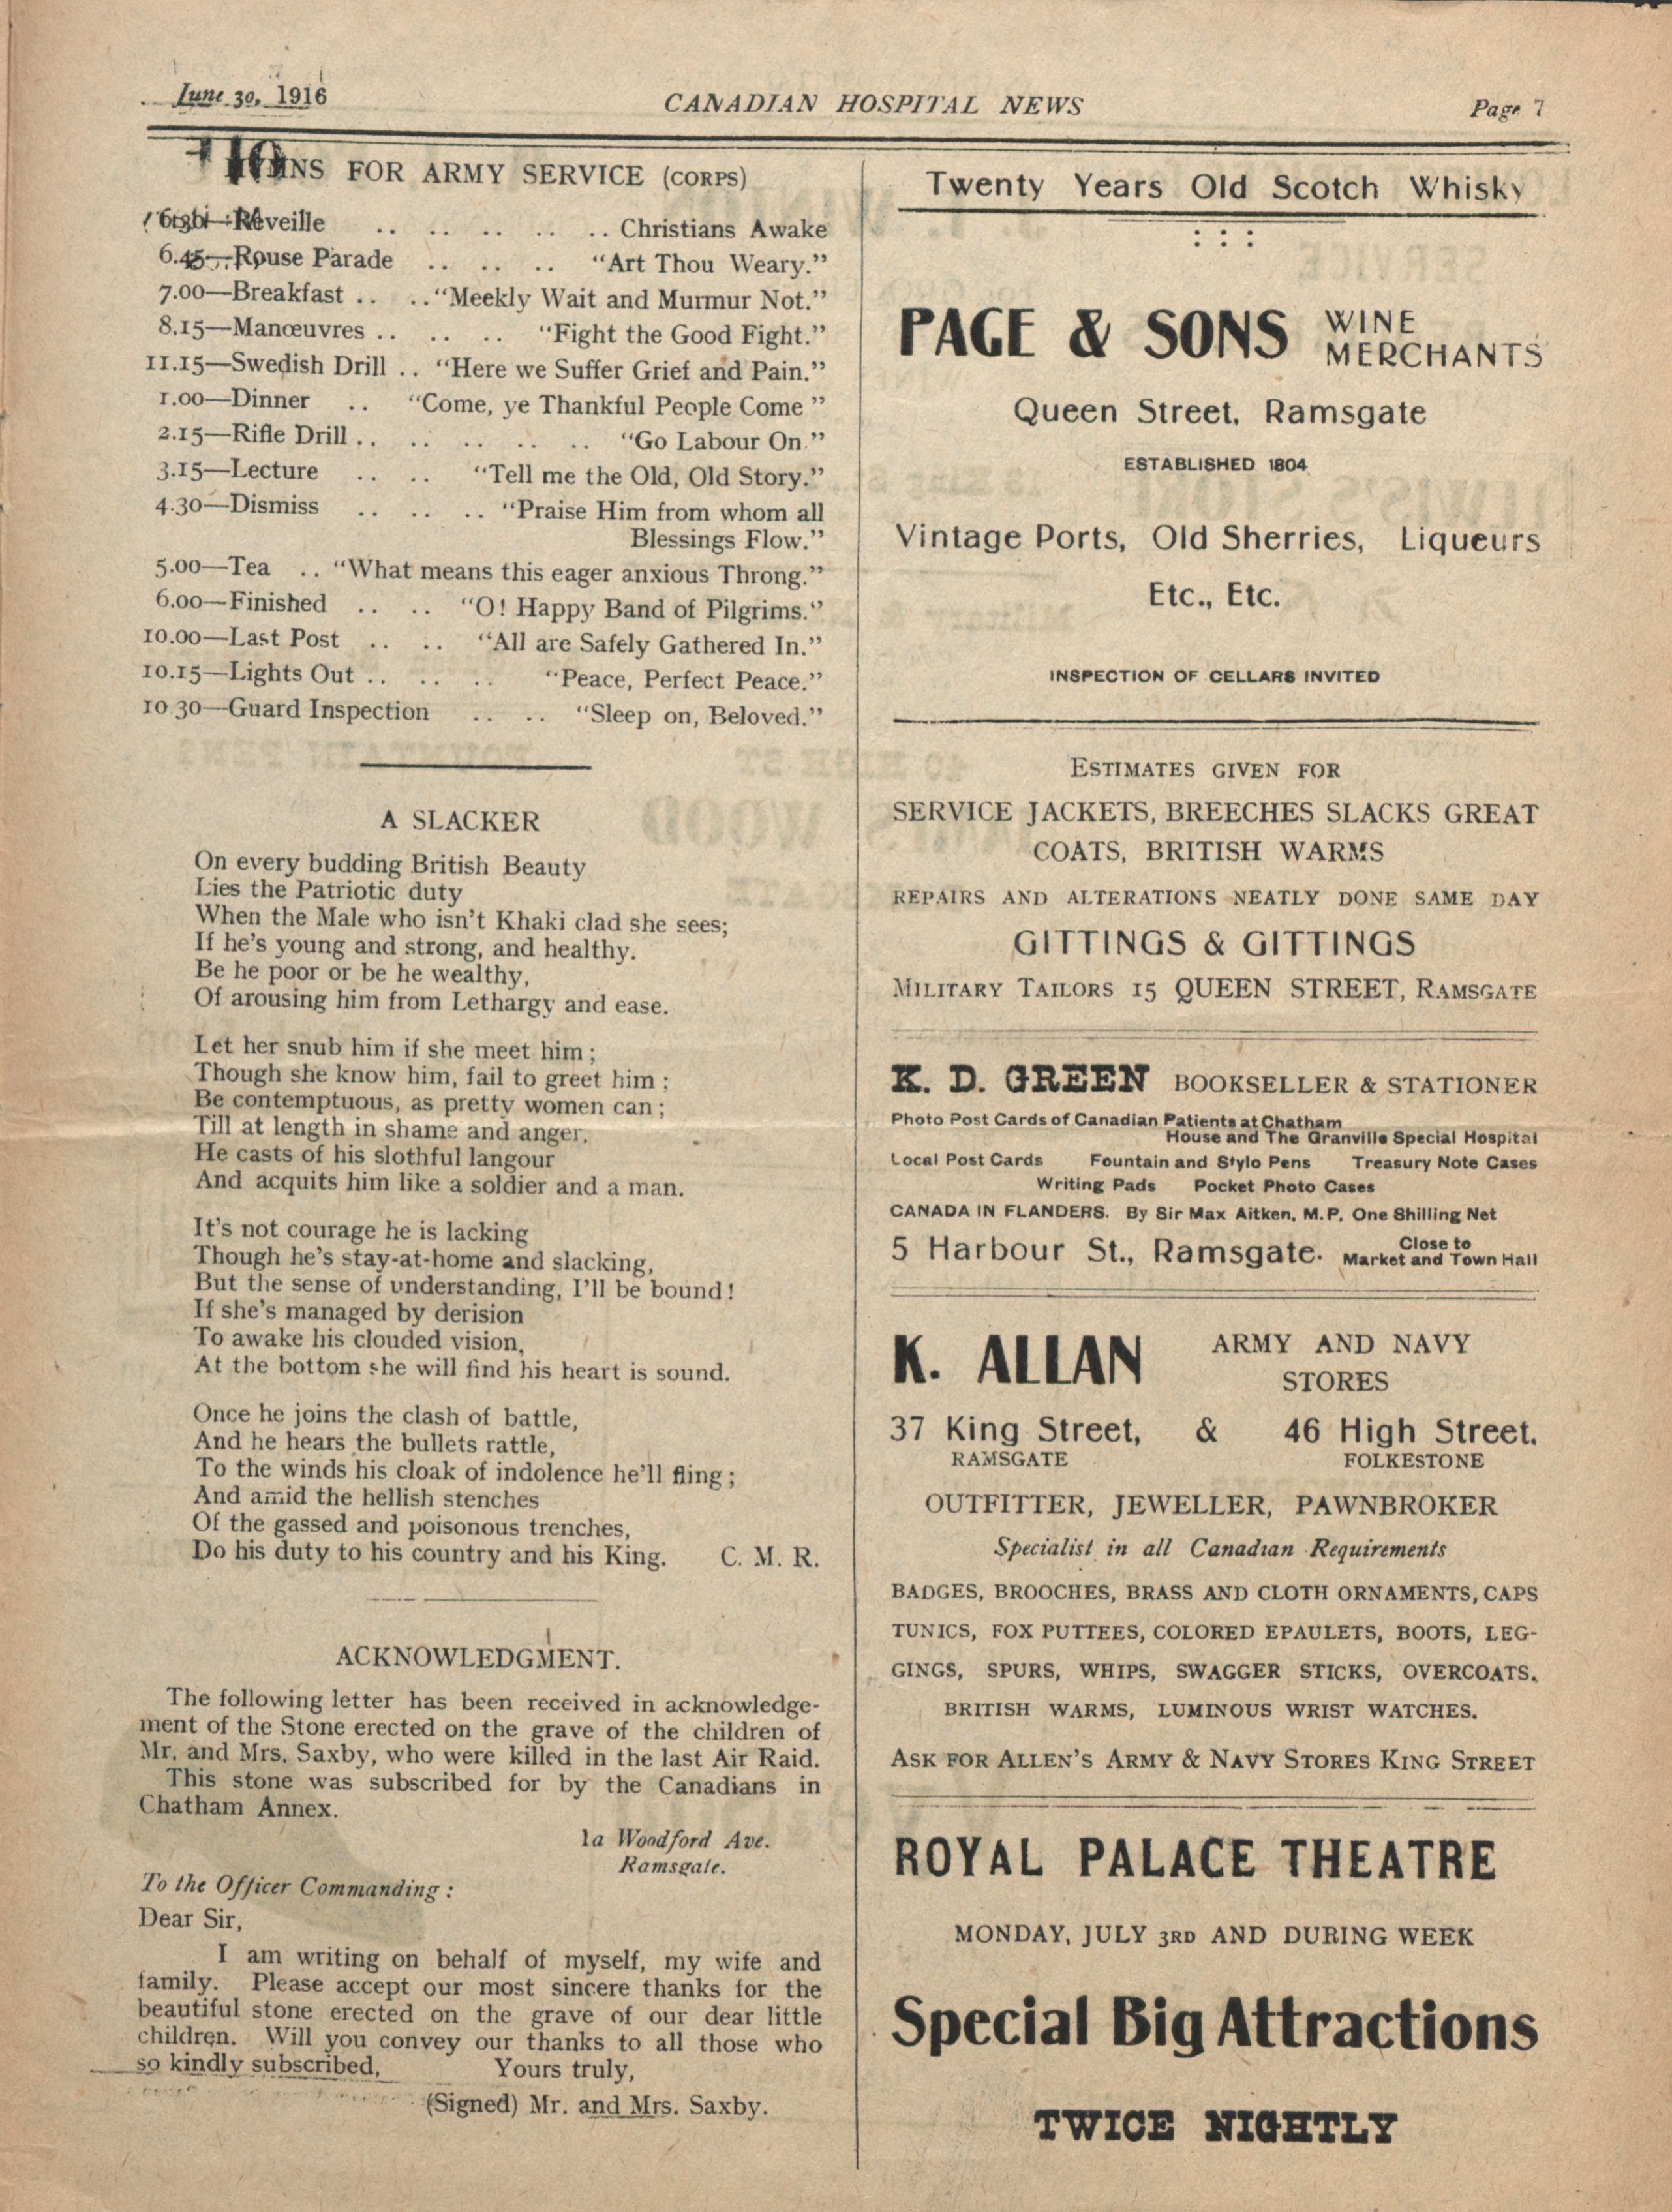 June 30, 1916
CANADIAN HOSPITAL NEWS
Page 7
FOR ARMY SERVICE (CORPS)
Réveille .. .. .. .. .. .. Christians Awake
6.45—Rouse Parade .. .. .. "Art Thou Weary."
7.00—Breakfast .. .. "Meekly Wait and Murmur Not."
8.15—Manœuvres .. .. .. "Fight the Good Fight."
11.15—Swedish Drill .. "Here we Suffer Grief and Pain."
1.00—Dinner .. "Come, ye Thankful People Come "
2.15—Rifle Drill .. .. .. .. .. "Go Labour On."
3.15—Lecture .. .. "Tell me the Old, Old Story."
4.30—Dismiss .. .. .. "Praise Him from whom all
Blessings Flow."
5.00—Tea .. "What means this eager anxious Throng."
6.00—Finished .. .. "O! Happy Band of Pilgrims."
10.00—Last Post .. .. "All are Safely Gathered In."
10.15—Lights Out .. .. .. "Peace, Perfect Peace."
10 30—Guard Inspection .. .. "Sleep on, Beloved."
A SLACKER
On every budding British Beauty
Lies the Patriotic duty
When the Male who isn't Khaki clad she sees;
If he's young and strong, and healthy.
Be he poor or be he wealthy,
Of arousing him from Lethargy and ease.
Let her snub him if she meet him ;
Though she know him, fail to greet him ;
Be contemptuous, as pretty women can ;
Till at length in shame and anger,
He casts of his slothful langour
And acquits him like a soldier and a man.
It's not courage he is lacking
Though he's stay-at-home and slacking,
But the sense of understanding, I'll be bound !
If she's managed by derision
To awake his clouded vision,
At the bottom she will find his heart is sound.
Once he joins the clash of battle,
And he hears the bullets rattle,
To the winds his cloak of indolence he'll fling ;
And amid the hellish stenches
Of the gassed and poisonous trenches,
Do his duty to his country and his King. C. M. R.
ACKNOWLEDGMENT.
The following letter has been received in acknowledge-
ment of the Stone erected on the grave of the children of
Mr. and Mrs. Saxby, who were killed in the last Air Raid.
This stone was subscribed for by the Canadians in
Chatham Annex.
1a Woodford Ave.
Ramsgate.
To the Officer Commanding :
Dear Sir,
I am writing on behalf of myself, my wife and
family. Please accept our most sincere thanks for the
beautiful stone erected on the grave of our dear little
children. Will you convey our thanks to all those who
so kindly subscribed, Yours truly,
(Signed) Mr. and Mrs. Saxby.
Twenty Years Old Scotch Whisky
PAGE & SONS WINE
MERCHANTS
Queen Street, Ramsgate
ESTABLISHED 1804
Vintage Ports, Old Sherries, Liqueurs
Etc., Etc.
INSPECTION OF CELLARS INVITED
ESTIMATES GIVEN FOR
SERVICE JACKETS, BREECHES SLACKS GREAT
COATS, BRITISH WARMS
REPAIRS AND ALTERATIONS NEATLY DONE SAME DAY
GITTINGS & GITTINGS
MILITARY TAILORS 15 QUEEN STREET, RAMSGATE
K. D. GREEN BOOKSELLER & STATIONER
Photo Post Cards of Canadian Patients at Chatham
House and The Granville Special Hospital
Local Post Cards Fountain and Stylo Pens Treasury Note Cases
Writing Pads Pocket Photo Cases
CANADA IN FLANDERS. By Sir Max Aitken, M.P. One Shilling Net
5 Harbour St., Ramsgate. Close to
Market and Town Hall
K. ALLAN ARMY AND NAVY
STORES
37 King Street, & 46 High Street.
RAMSGATE FOLKESTONE
OUTFITTER, JEWELLER, PAWNBROKER
Specialist in all Canadian Requirements
BADGES, BROOCHES, BRASS AND CLOTH ORNAMENTS, CAPS
TUNICS, FOX PUTTEES, COLORED EPAULETS, BOOTS, LEG-
GINGS, SPURS, WHIPS, SWAGGER STICKS, OVERCOATS.
BRITISH WARMS, LUMINOUS WRIST WATCHES.
ASK FOR ALLEN'S ARMY & NAVY STORES KING STREET
ROYAL PALACE THEATRE
MONDAY, JULY 3RD AND DURING WEEK
Special Big Attractions
TWICE NIGHTLY